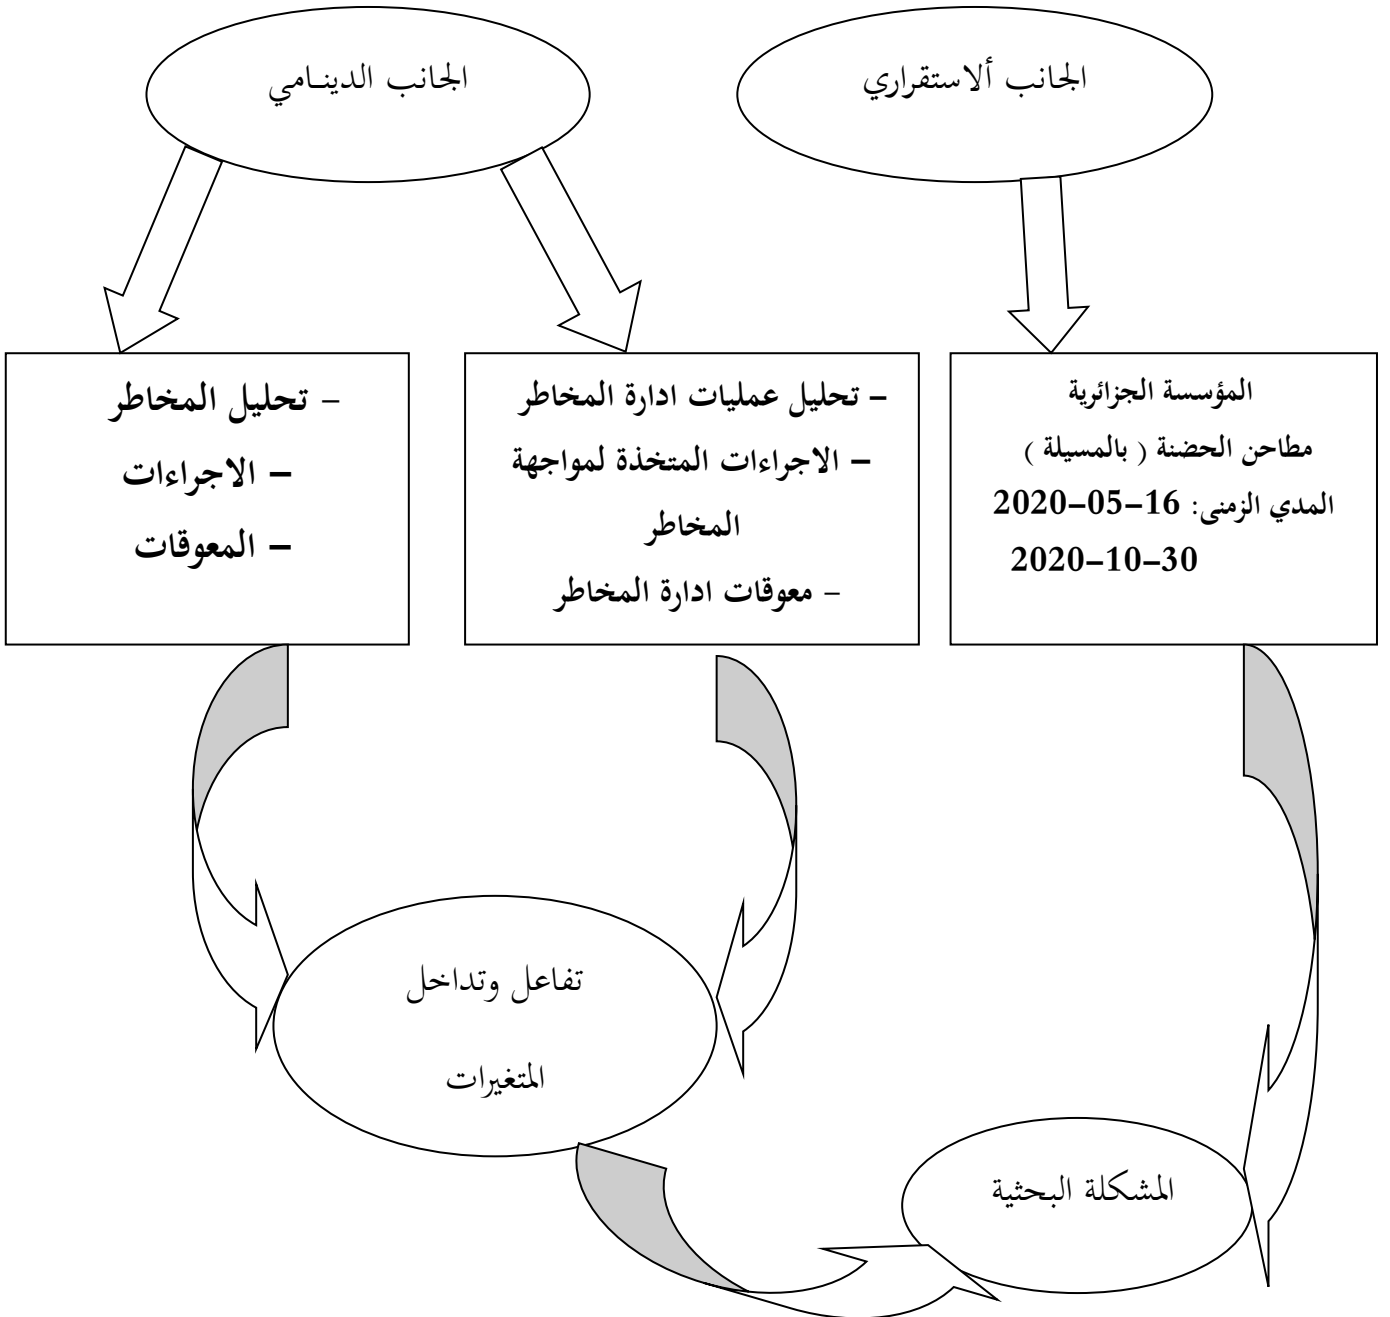 الجانب ألاستقراري
الجانب الدينـامي
المؤسسة الجزائرية
مطاحن الحضنة ( بالمسيلة )
المدي الزمنى: 16–05–2020
30–10–2020
– تحليل عمليات ادارة المخاطر
– الاجراءات المتخذة لمواجهة
المخاطر
– معوقات ادارة المخاطر
– تحليل المخاطر
– الاجراءات
– المعوقات
تفاعل وتداخل
المتغيرات
المشكلة البحثية